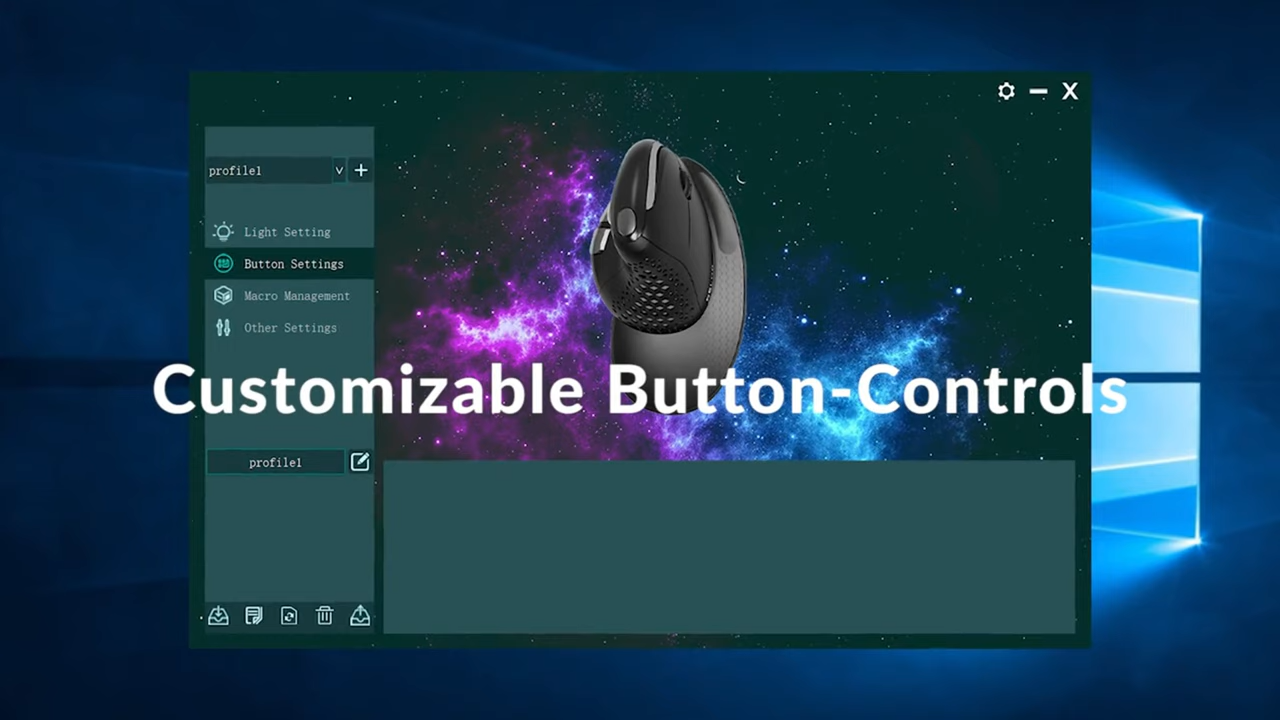 profile1
Light Setting
Button Settings
Macro Management
Other Settings
Customizable Button-Controls
profile1